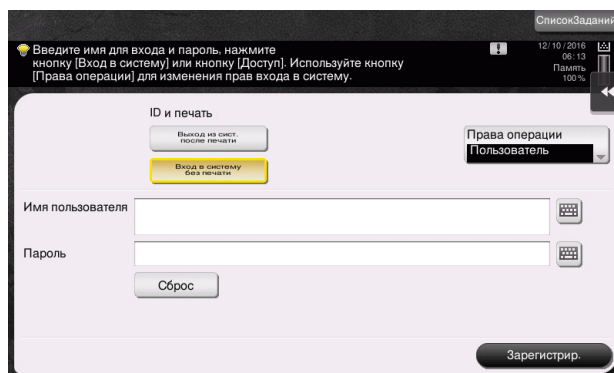 СписокЗаданий
Введите имя для входа и пароль, нажмите
кнопку [Вход в систему] или кнопку [Доступ]. Используйте кнопку
[Права операции] для изменения прав входа в систему.
12/10/2016
06:13
Память
100%
ID и печать
Выход из сист.
после печати
Вход в систему
без печати
Права операции
Пользователь
Имя пользователя
Пароль
Сброс
Зарегистрир.